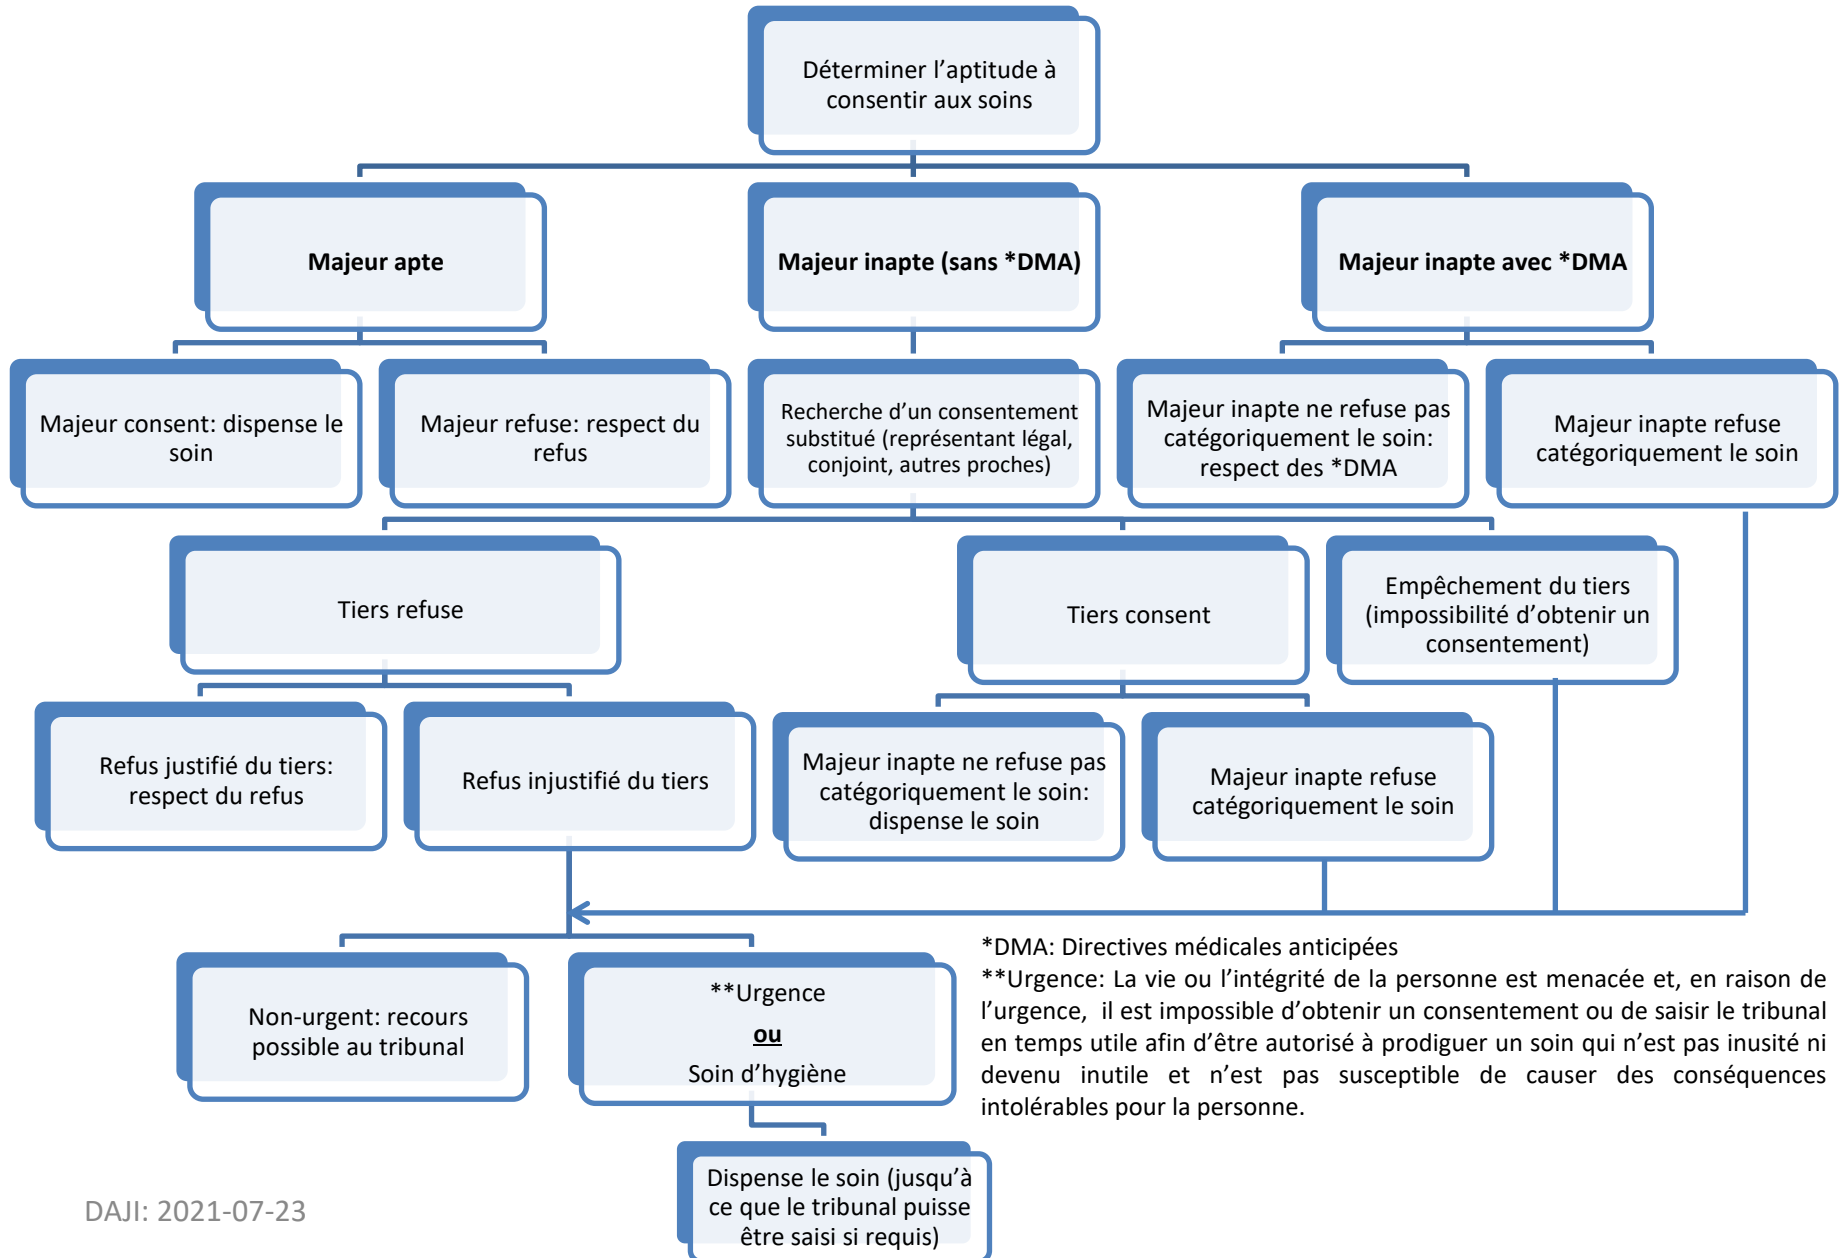 Déterminer l’aptitude à
consentir aux soins
Majeur apte
Majeur inapte (sans *DMA)
Majeur inapte avec *DMA
Majeur consent: dispense le
soin
Majeur refuse: respect du
refus
Recherche d’un consentement
substitué (représentant légal,
conjoint, autres proches)
Majeur inapte ne refuse pas
catégoriquement le soin:
respect des *DMA
Majeur inapte refuse
catégoriquement le soin
Tiers refuse
Tiers consent
Empêchement du tiers
(impossibilité d’obtenir un
consentement)
Refus justifié du tiers:
respect du refus
Refus injustifié du tiers
Majeur inapte ne refuse pas
catégoriquement le soin:
dispense le soin
Majeur inapte refuse
catégoriquement le soin
Non-urgent: recours
possible au tribunal
**Urgence
ou
Soin d’hygiène
*DMA: Directives médicales anticipées
**Urgence: La vie ou l’intégrité de la personne est menacée et, en raison de
l’urgence, il est impossible d’obtenir un consentement ou de saisir le tribunal
en temps utile afin d’être autorisé à prodiguer un soin qui n’est pas inusité ni
devenu inutile et n’est pas susceptible de causer des conséquences
intolérables pour la personne.
Dispense le soin (jusqu’à
ce que le tribunal puisse
être saisi si requis)
DAJI: 2021-07-23